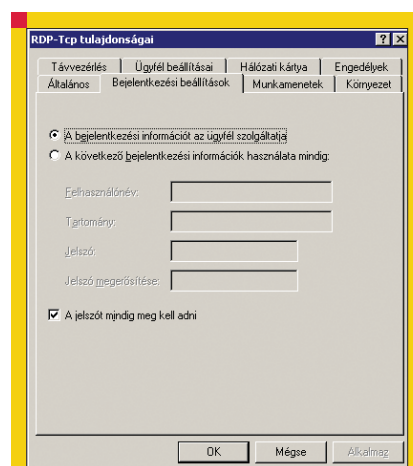 RDP-Tcp tulajdonságai
Távvezérlés Ügyfél beállításai Hálózati kártya Engedélyek
Általános Bejelentkezési beállítások Munkamenetek Környezet
A bejelentkezési információt az ügyfél szolgáltatja
A következő bejelentkezési információk használata mindig:
Felhasználónév:
Tartomány:
Jelszó:
Jelszó megerősítése:
A jelszót mindig meg kell adni
OK Mégse Alkalmaz